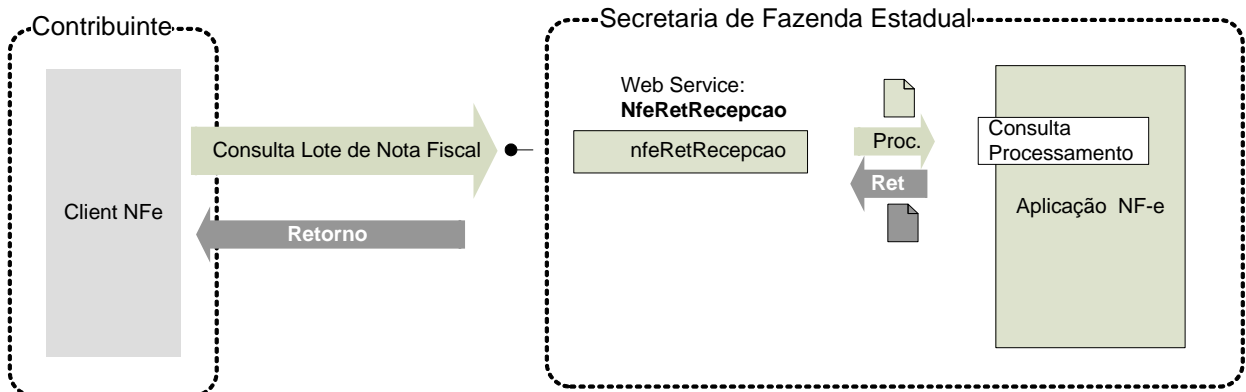 Contribuinte
Secretaria de Fazenda Estadual
Web Service:
NfeRetRecepcao
Consulta Lote de Nota Fiscal
nfeRetRecepcao
Proc.
Consulta
Processamento
Ret
Client NFe
Aplicação NF-e
Retorno